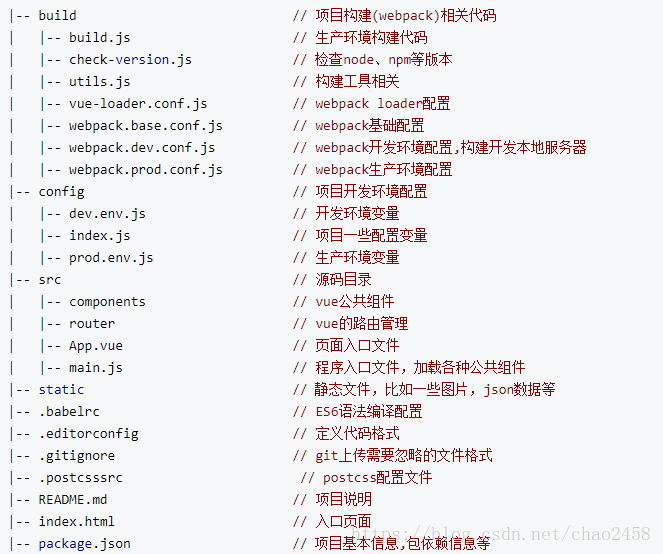 |-- build // 项目构建(webpack)相关代码
| |-- build.js // 生产环境构建代码
| |-- check-version.js // 检查node、npm等版本
| |-- utils.js // 构建工具相关
| |-- vue-loader.conf.js // webpack loader配置
| |-- webpack.base.conf.js // webpack基础配置
| |-- webpack.dev.conf.js // webpack开发环境配置,构建开发本地服务器
| |-- webpack.prod.conf.js // webpack生产环境配置
|-- config // 项目开发环境配置
| |-- dev.env.js // 开发环境变量
| |-- index.js // 项目一些配置变量
| |-- prod.env.js // 生产环境变量
|-- src // 源码目录
| |-- components // vue公共组件
| |-- router // vue的路由管理
| |-- App.vue // 页面入口文件
| |-- main.js // 程序入口文件，加载各种公共组件
|-- static // 静态文件，比如一些图片，json数据等
|-- .babelrc // ES6语法编译配置
|-- .editorconfig // 定义代码格式
|-- .gitignore // git上传需要忽略的文件格式
|-- .postcsssrc // postcss配置文件
|-- README.md // 项目说明
|-- index.html // 入口页面
|-- package.json // 项目基本信息,包依赖信息等
https://blog.csdn.net/chao2458